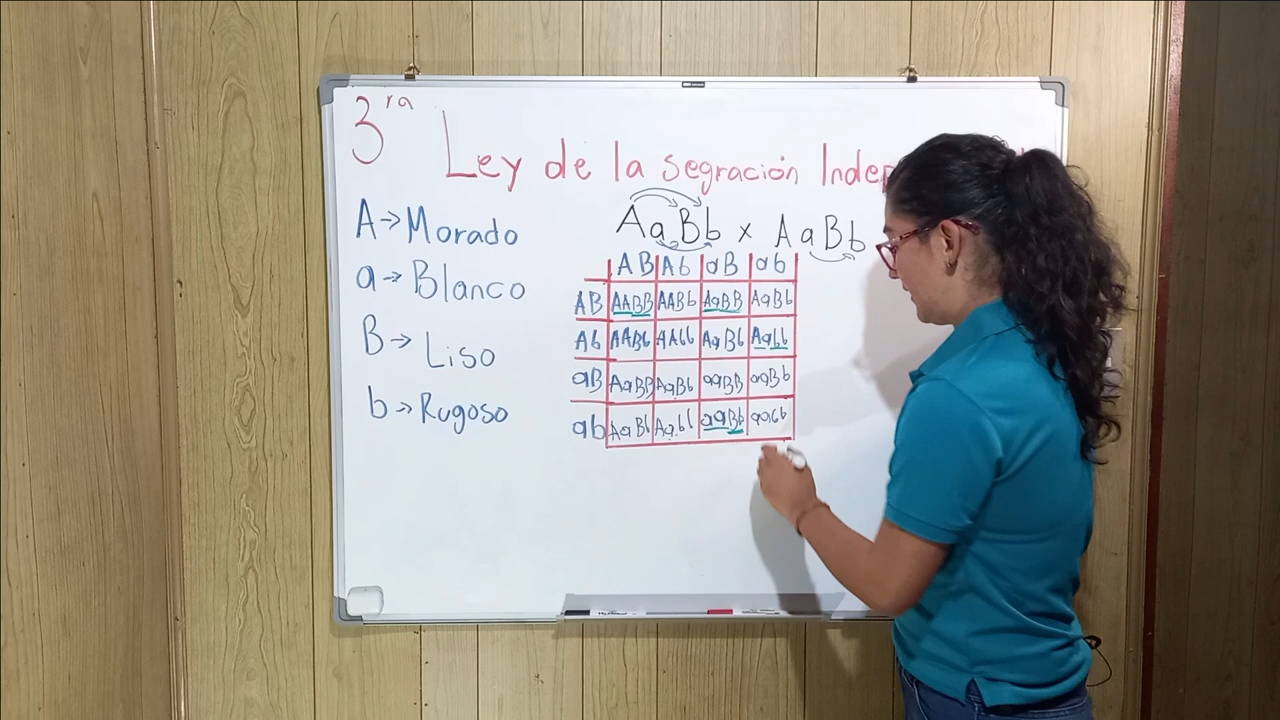 3ra Ley de la segración Inde
A → Morado
a → Blanco
B → Liso
b → Rugoso
AaBb x AaBb
AB Ab aB ab
AB AABB AABb AaBB AaBb
Ab AABb AAbb AaBb Aabb
aB AaBB AaBb aaBB aaBb
ab AaBb Aabb aaBb aabb